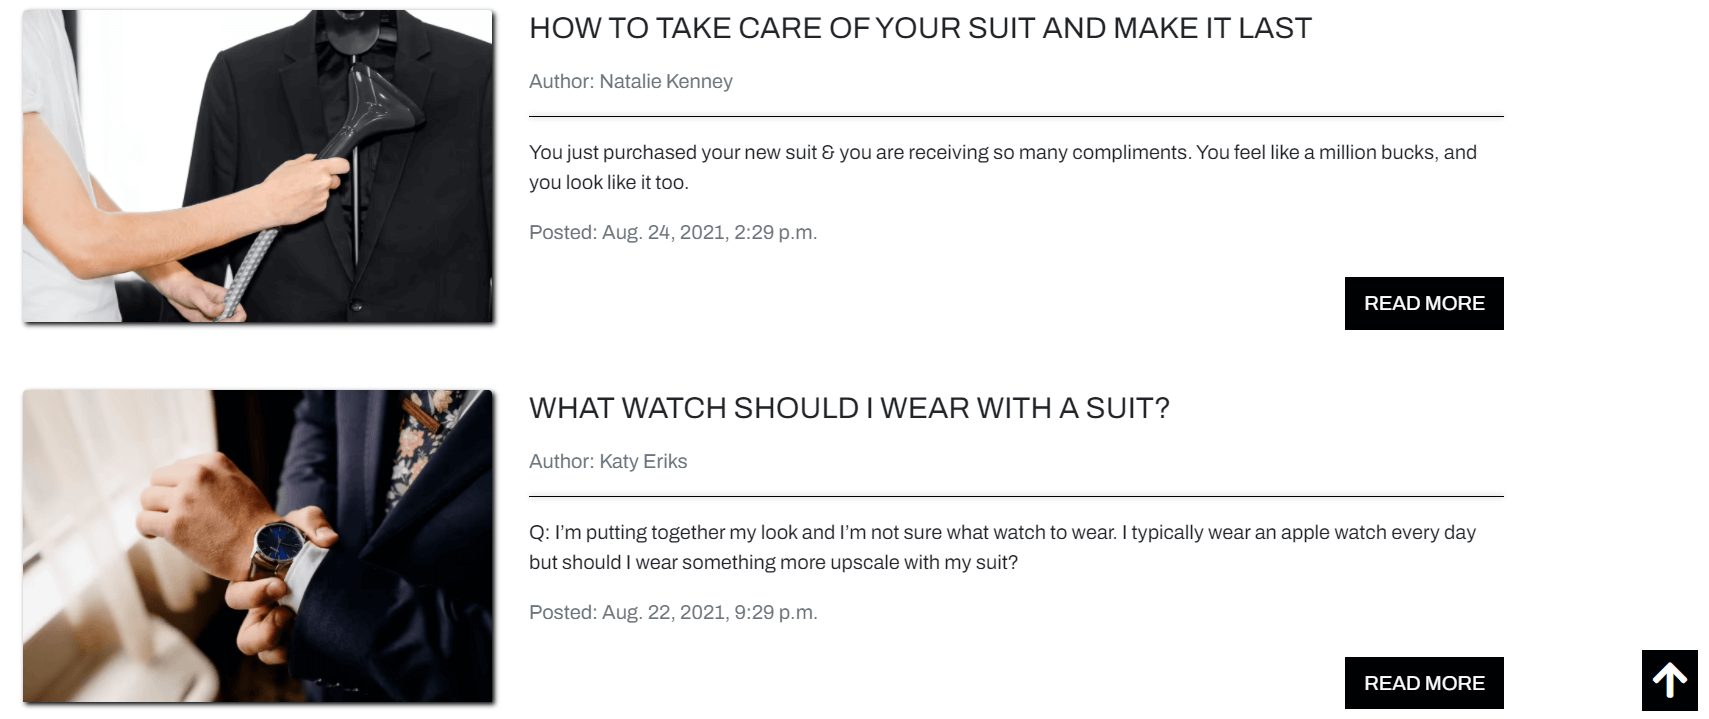 HOW TO TAKE CARE OF YOUR SUIT AND MAKE IT LAST
Author: Natalie Kenney
You just purchased your new suit & you are receiving so many compliments. You feel like a million bucks, and
you look like it too.
Posted: Aug. 24, 2021, 2:29 p.m.
READ MORE
WHAT WATCH SHOULD I WEAR WITH A SUIT?
Author: Katy Eriks
Q: I’m putting together my look and I’m not sure what watch to wear. I typically wear an apple watch every day
but should I wear something more upscale with my suit?
Posted: Aug. 22, 2021, 9:29 p.m.
READ MORE